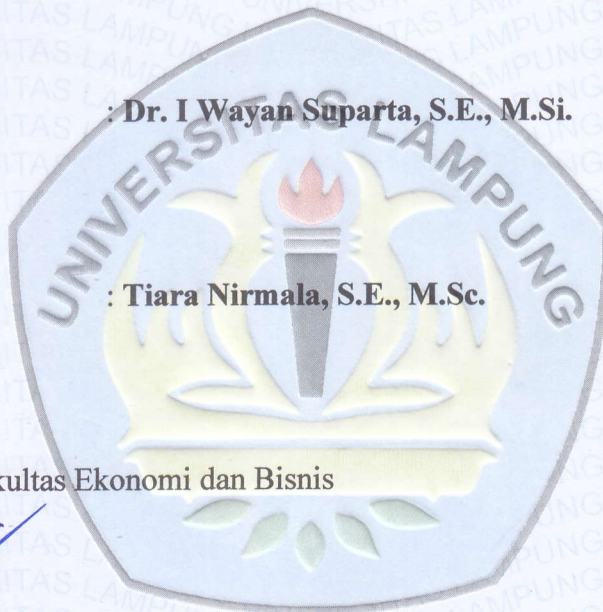 : Dr. I Wayan Suparta, S.E., M.Si.
UNIVERSITAS LAMPUNG
: Tiara Nirmala, S.E., M.Sc.
kultas Ekonomi dan Bisnis